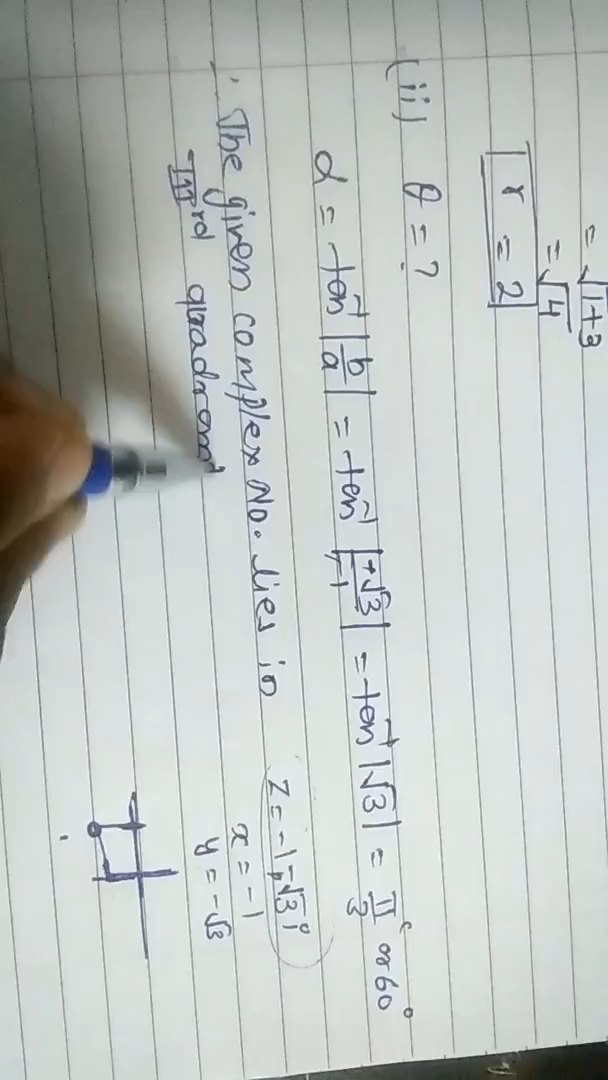 = √1+3
= √4
r = 2
(ii) θ = ?
α = tan⁻¹ |b/a| = tan⁻¹ |+√3/-1| = tan⁻¹ |√3| = π/3 ᶜ or 60°
∴ The given complex No. lies in
IIIrd quadrant
Z = -1-√3i
x = -1
y = -√3